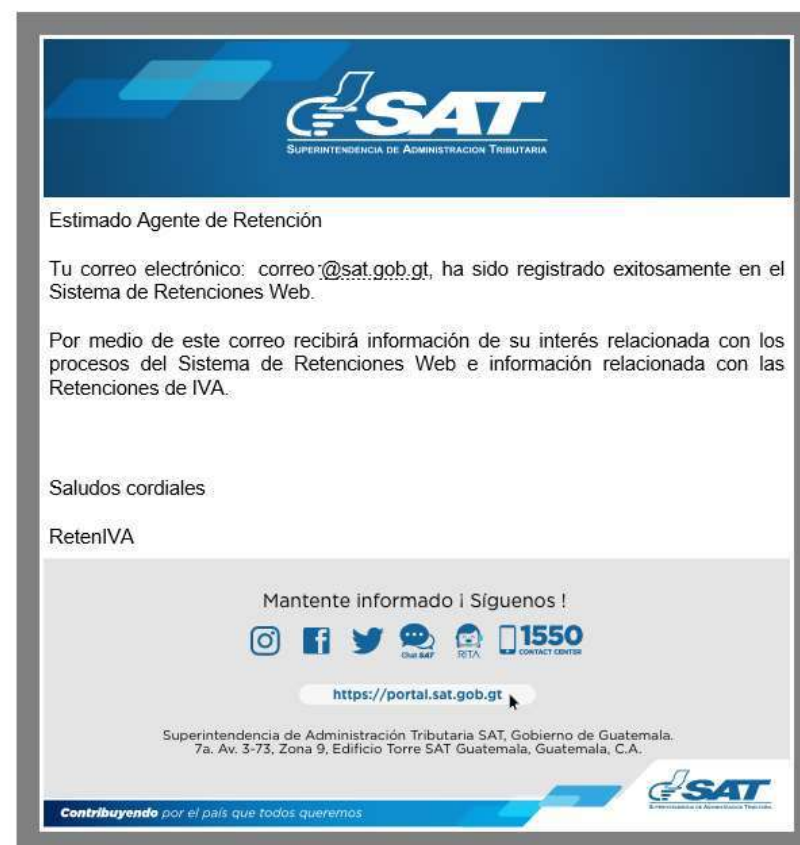 SAT
SUPERINTENDENCIA DE ADMINISTRACION TRIBUTARIA
Estimado Agente de Retención
Tu correo electrónico: correo @sat.gob.gt, ha sido registrado exitosamente en el
Sistema de Retenciones Web.
Por medio de este correo recibirá información de su interés relacionada con los
procesos del Sistema de Retenciones Web e información relacionada con las
Retenciones de IVA.
Saludos cordiales
RetenIVA
Mantente informado ¡ Síguenos !
Chat SAT
RITA
1550
CONTACT CENTER
https://portal.sat.gob.gt
Superintendencia de Administración Tributaria SAT, Gobierno de Guatemala.
7a. Av. 3-73, Zona 9, Edificio Torre SAT Guatemala, Guatemala, C.A.
SAT
SUPERINTENDENCIA DE ADMINISTRACION TRIBUTARIA
Contribuyendo por el país que todos queremos